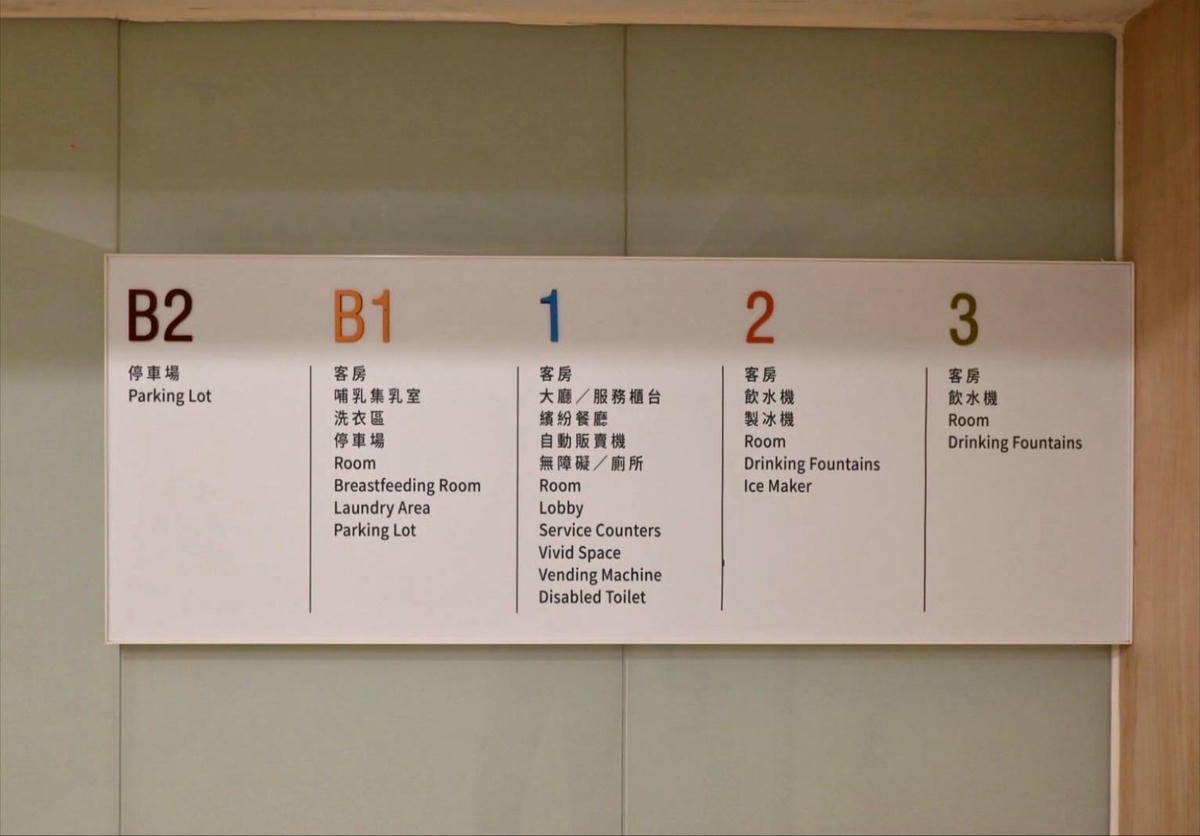 B2
停車場
Parking Lot
B1
客房
哺乳集乳室
洗衣區
停車場
Room
Breastfeeding Room
Laundry Area
Parking Lot
1
客房
大廳／服務櫃台
繽紛餐廳
自動販賣機
無障礙／廁所
Room
Lobby
Service Counters
Vivid Space
Vending Machine
Disabled Toilet
2
客房
飲水機
製冰機
Room
Drinking Fountains
Ice Maker
3
客房
飲水機
Room
Drinking Fountains